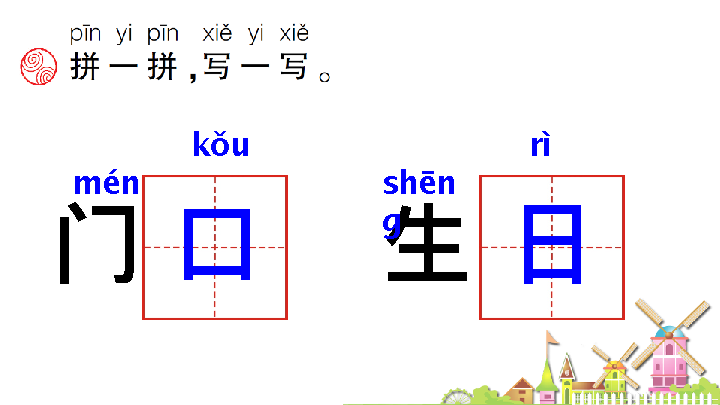 pīn yi pīn xiě yi xiě
拼一拼,写一写。
kǒu rì
mén shēn
g
门口 生日